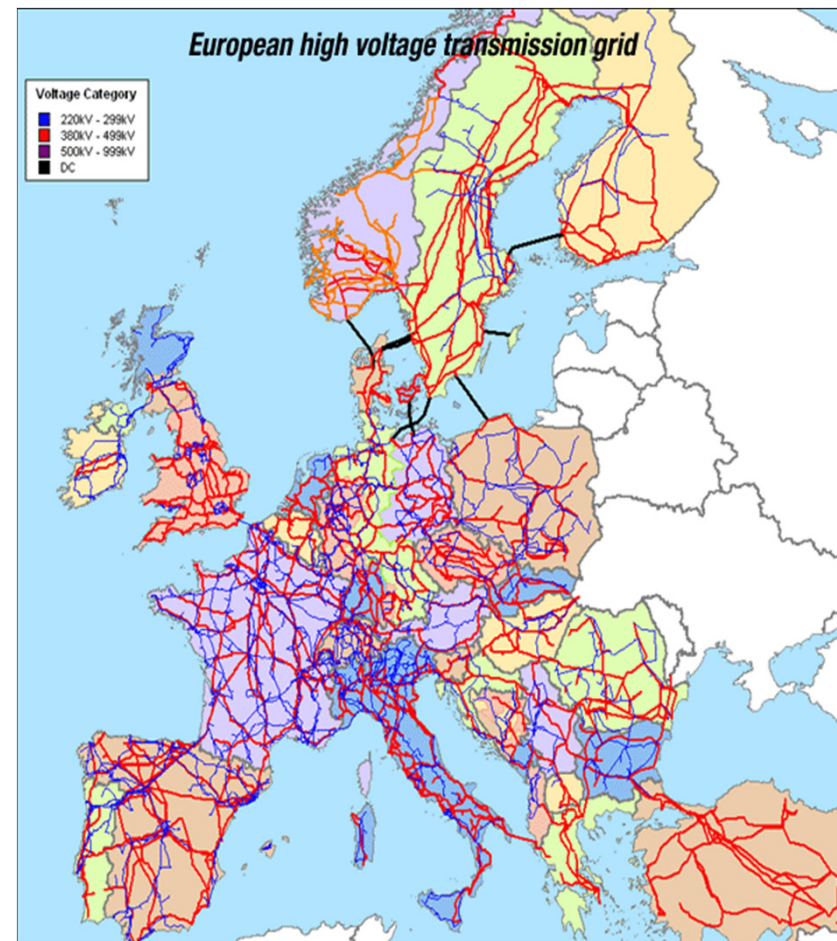 European high voltage transmission grid
Voltage Category
220kV - 299kV
380kV - 499kV
500kV - 999kV
DC